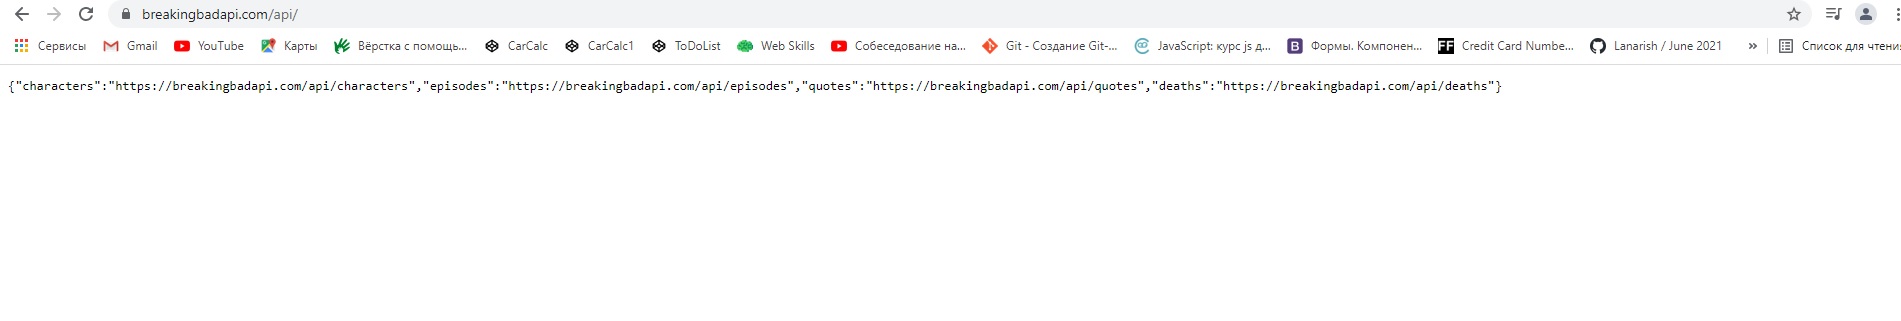 breakingbadapi.com/api/
Сервисы Gmail YouTube Карты Вёрстка с помощь... CarCalc CarCalc1 ToDoList Web Skills Собеседование на... Git - Создание Git-... JavaScript: курс js д... B Формы. Компонен... FF Credit Card Numbe... Lanarish / June 2021 » Список для чтени
{"characters":"https://breakingbadapi.com/api/characters","episodes":"https://breakingbadapi.com/api/episodes","quotes":"https://breakingbadapi.com/api/quotes","deaths":"https://breakingbadapi.com/api/deaths"}